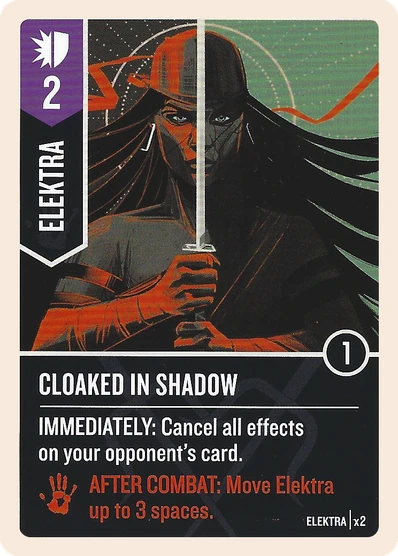 2
ELEKTRA
1
CLOAKED IN SHADOW
IMMEDIATELY: Cancel all effects
on your opponent's card.
AFTER COMBAT: Move Elektra
up to 3 spaces.
ELEKTRA | x2